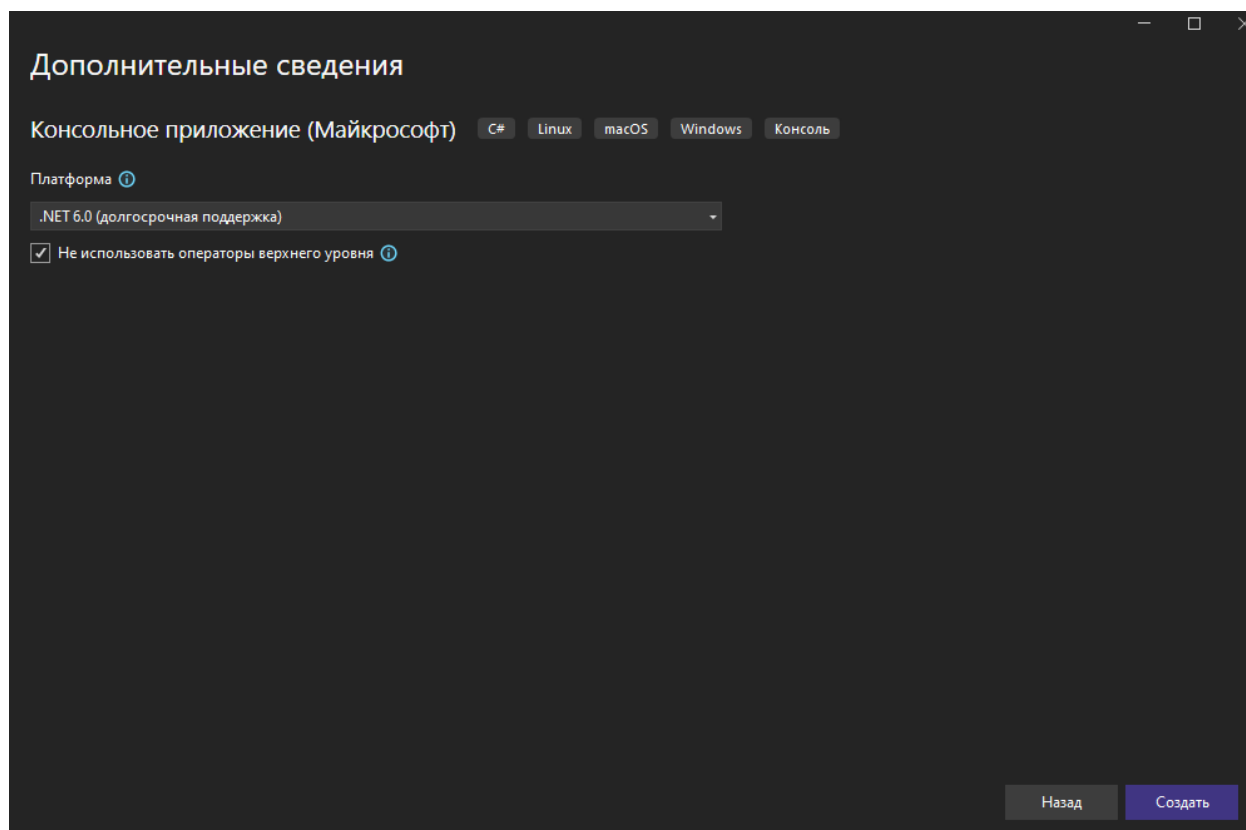 Дополнительные сведения
Консольное приложение (Майкрософт) C# Linux macOS Windows Консоль
Платформа
.NET 6.0 (долгосрочная поддержка)
Не использовать операторы верхнего уровня
Назад Создать